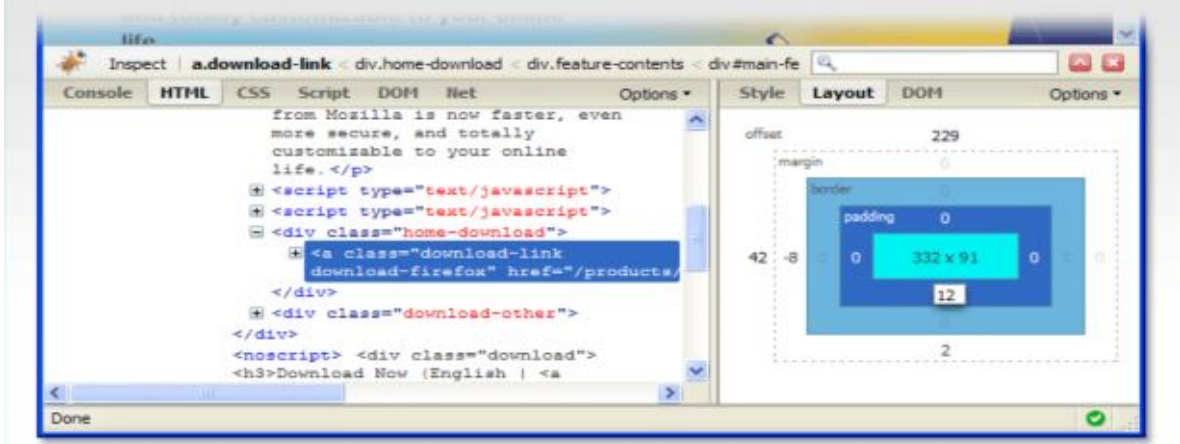 life
Inspect a.download-link < div.home-download < div.feature-contents < div#main-fe
Console HTML CSS Script DOM Net Options
Style Layout DOM Options
from Mozilla is now faster, even
more secure, and totally
customizable to your online
life.</p>
<script type="text/javascript">
<script type="text/javascript">
<div class="home-download">
<a class="download-link
download-firefox" href="/products/
</div>
<div class="download-other">
</div>
<noscript> <div class="download">
<h3>Download Now (English | <a
offset 229
margin 0
border
padding 0
42 -8 0 332 x 91 0 0
12
2
Done